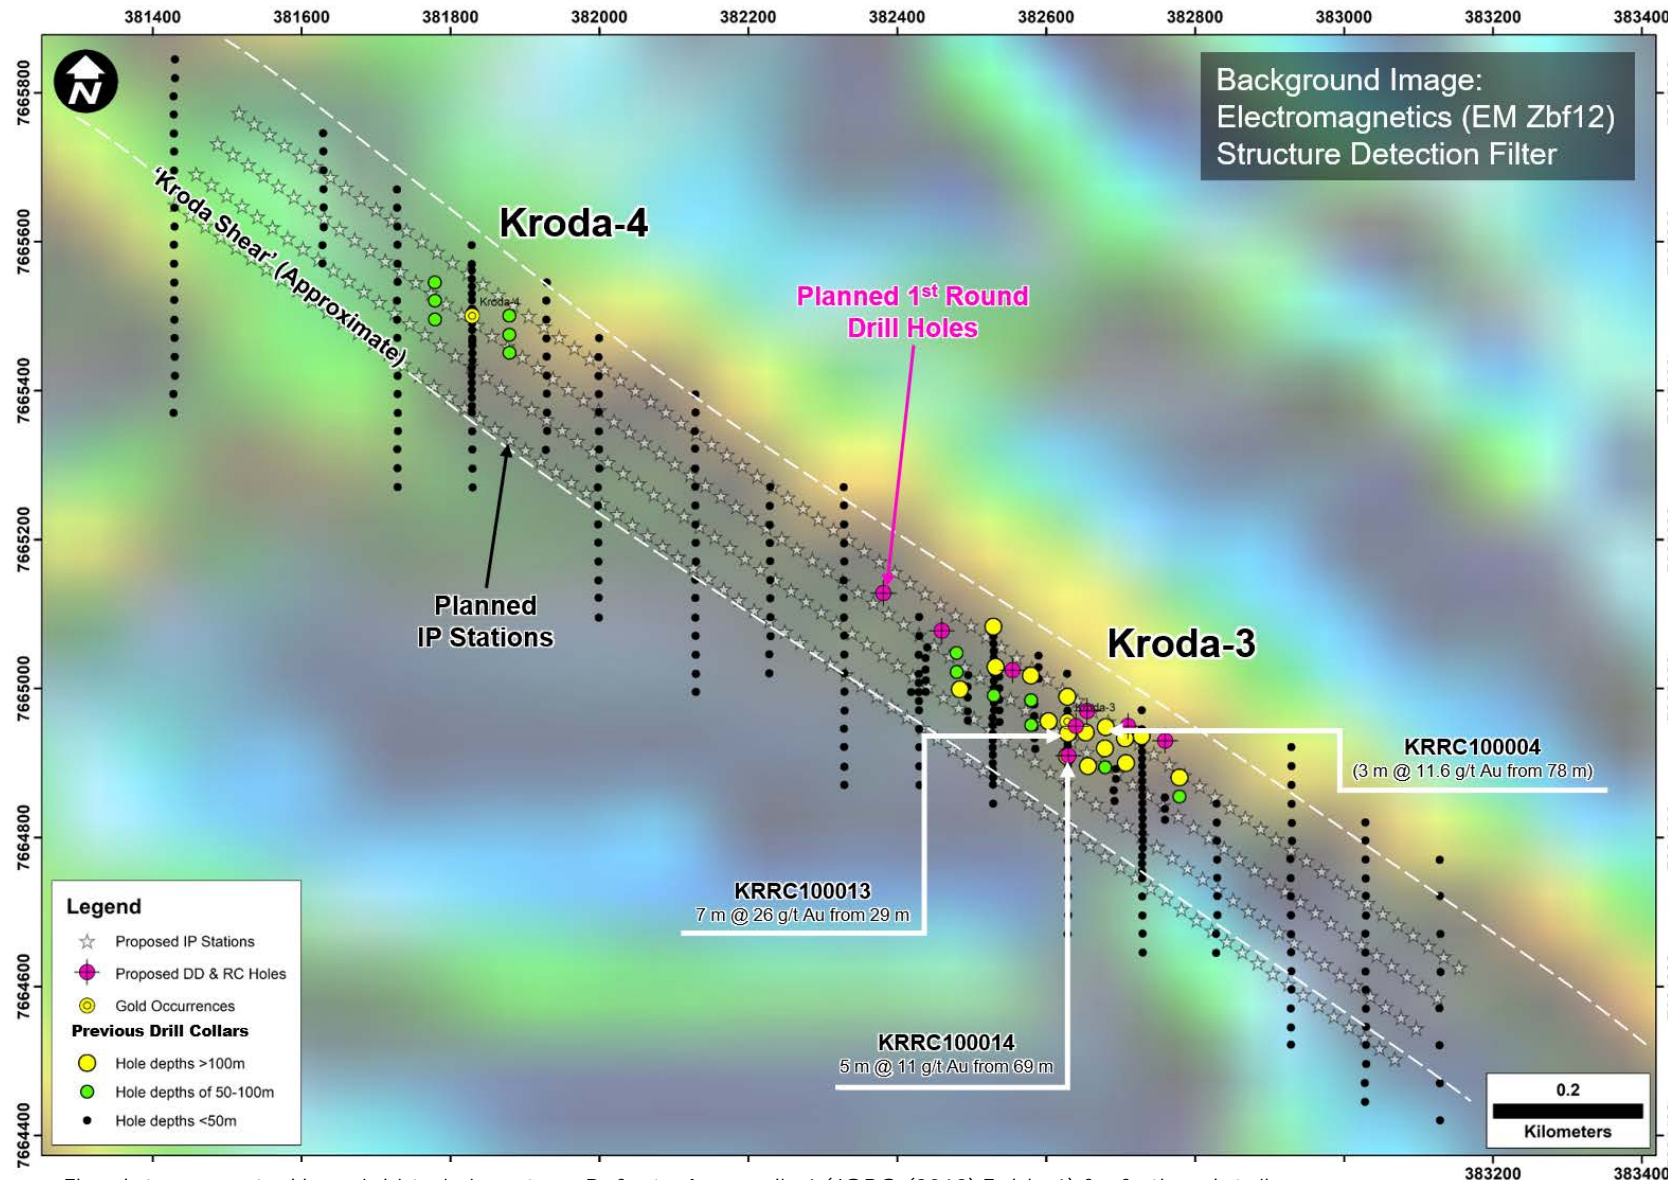 381400 381600 381800 382000 382200 382400 382600 382800 383000 383200 383400
N
Background Image:
Electromagnetics (EM Zbf12)
Structure Detection Filter
7665800
7665600
7665400
7665200
7665000
7664800
7664600
7664400
'Kroda Shear' (Approximate)
Kroda-4
Kroda-4
Planned 1st Round
Drill Holes
Planned
IP Stations
Kroda-3
Kroda-3
KRRC100004
(3 m @ 11.6 g/t Au from 78 m)
KRRC100013
7 m @ 26 g/t Au from 29 m
KRRC100014
5 m @ 11 g/t Au from 69 m
Legend
Proposed IP Stations
Proposed DD & RC Holes
Gold Occurrences
Previous Drill Collars
Hole depths >100m
Hole depths of 50-100m
Hole depths <50m
0.2
Kilometers
383200 383400